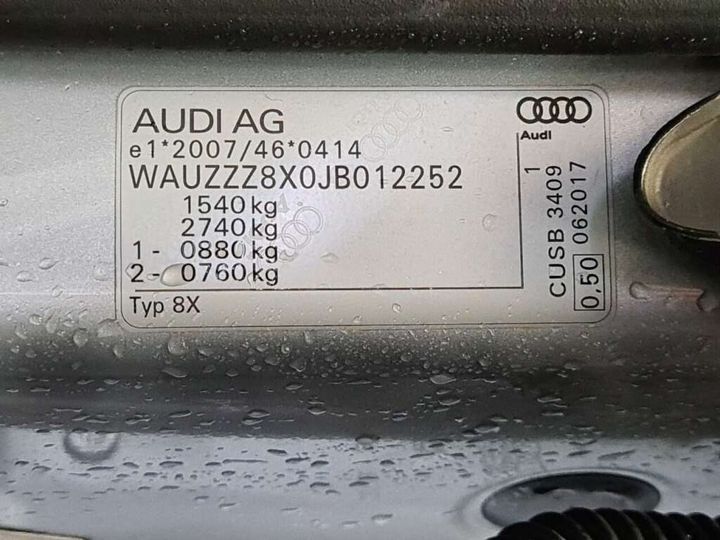 AUDI AG
e1*2007/46*0414
WAUZZZ8X0JB012252
1540 kg
2740 kg
1 - 0880 kg
2 - 0760 kg
Typ 8X
Audi
CUSB 3409 1
0,50 062017